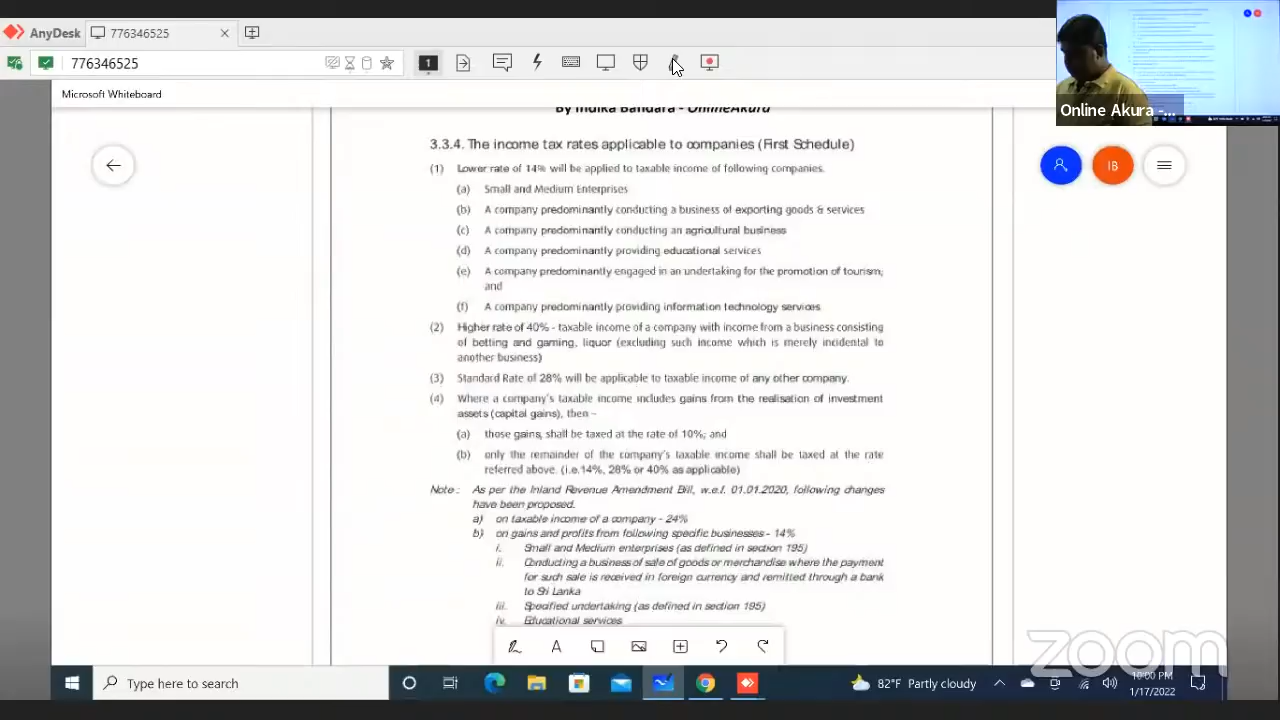 AnyDesk
776346525
776346525
1
Microsoft Whiteboard
Online Akura -...
IB
By Indika Bandara - OnlineAkura
3.3.4. The income tax rates applicable to companies (First Schedule)
(1) Lower rate of 14% will be applied to taxable income of following companies.
(a) Small and Medium Enterprises
(b) A company predominantly conducting a business of exporting goods & services
(c) A company predominantly conducting an agricultural business
(d) A company predominantly providing educational services
(e) A company predominantly engaged in an undertaking for the promotion of tourism;
and
(f) A company predominantly providing information technology services
(2) Higher rate of 40% - taxable income of a company with income from a business consisting
of betting and gaming, liquor (excluding such income which is merely incidental to
another business)
(3) Standard Rate of 28% will be applicable to taxable income of any other company.
(4) Where a company's taxable income includes gains from the realisation of investment
assets (capital gains), then –
(a) those gains, shall be taxed at the rate of 10%; and
(b) only the remainder of the company's taxable income shall be taxed at the rate
referred above. (i.e.14%, 28% or 40% as applicable)
Note : As per the Inland Revenue Amendment Bill, w.e.f. 01.01.2020, following changes
have been proposed.
a) on taxable income of a company - 24%
b) on gains and profits from following specific businesses - 14%
i. Small and Medium enterprises (as defined in section 195)
ii. Conducting a business of sale of goods or merchandise where the payment
for such sale is received in foreign currency and remitted through a bank
to Sri Lanka
iii. Specified undertaking (as defined in section 195)
iv. Educational services
A
zoom
Type here to search
82°F Partly cloudy
10:00 PM
1/17/2022